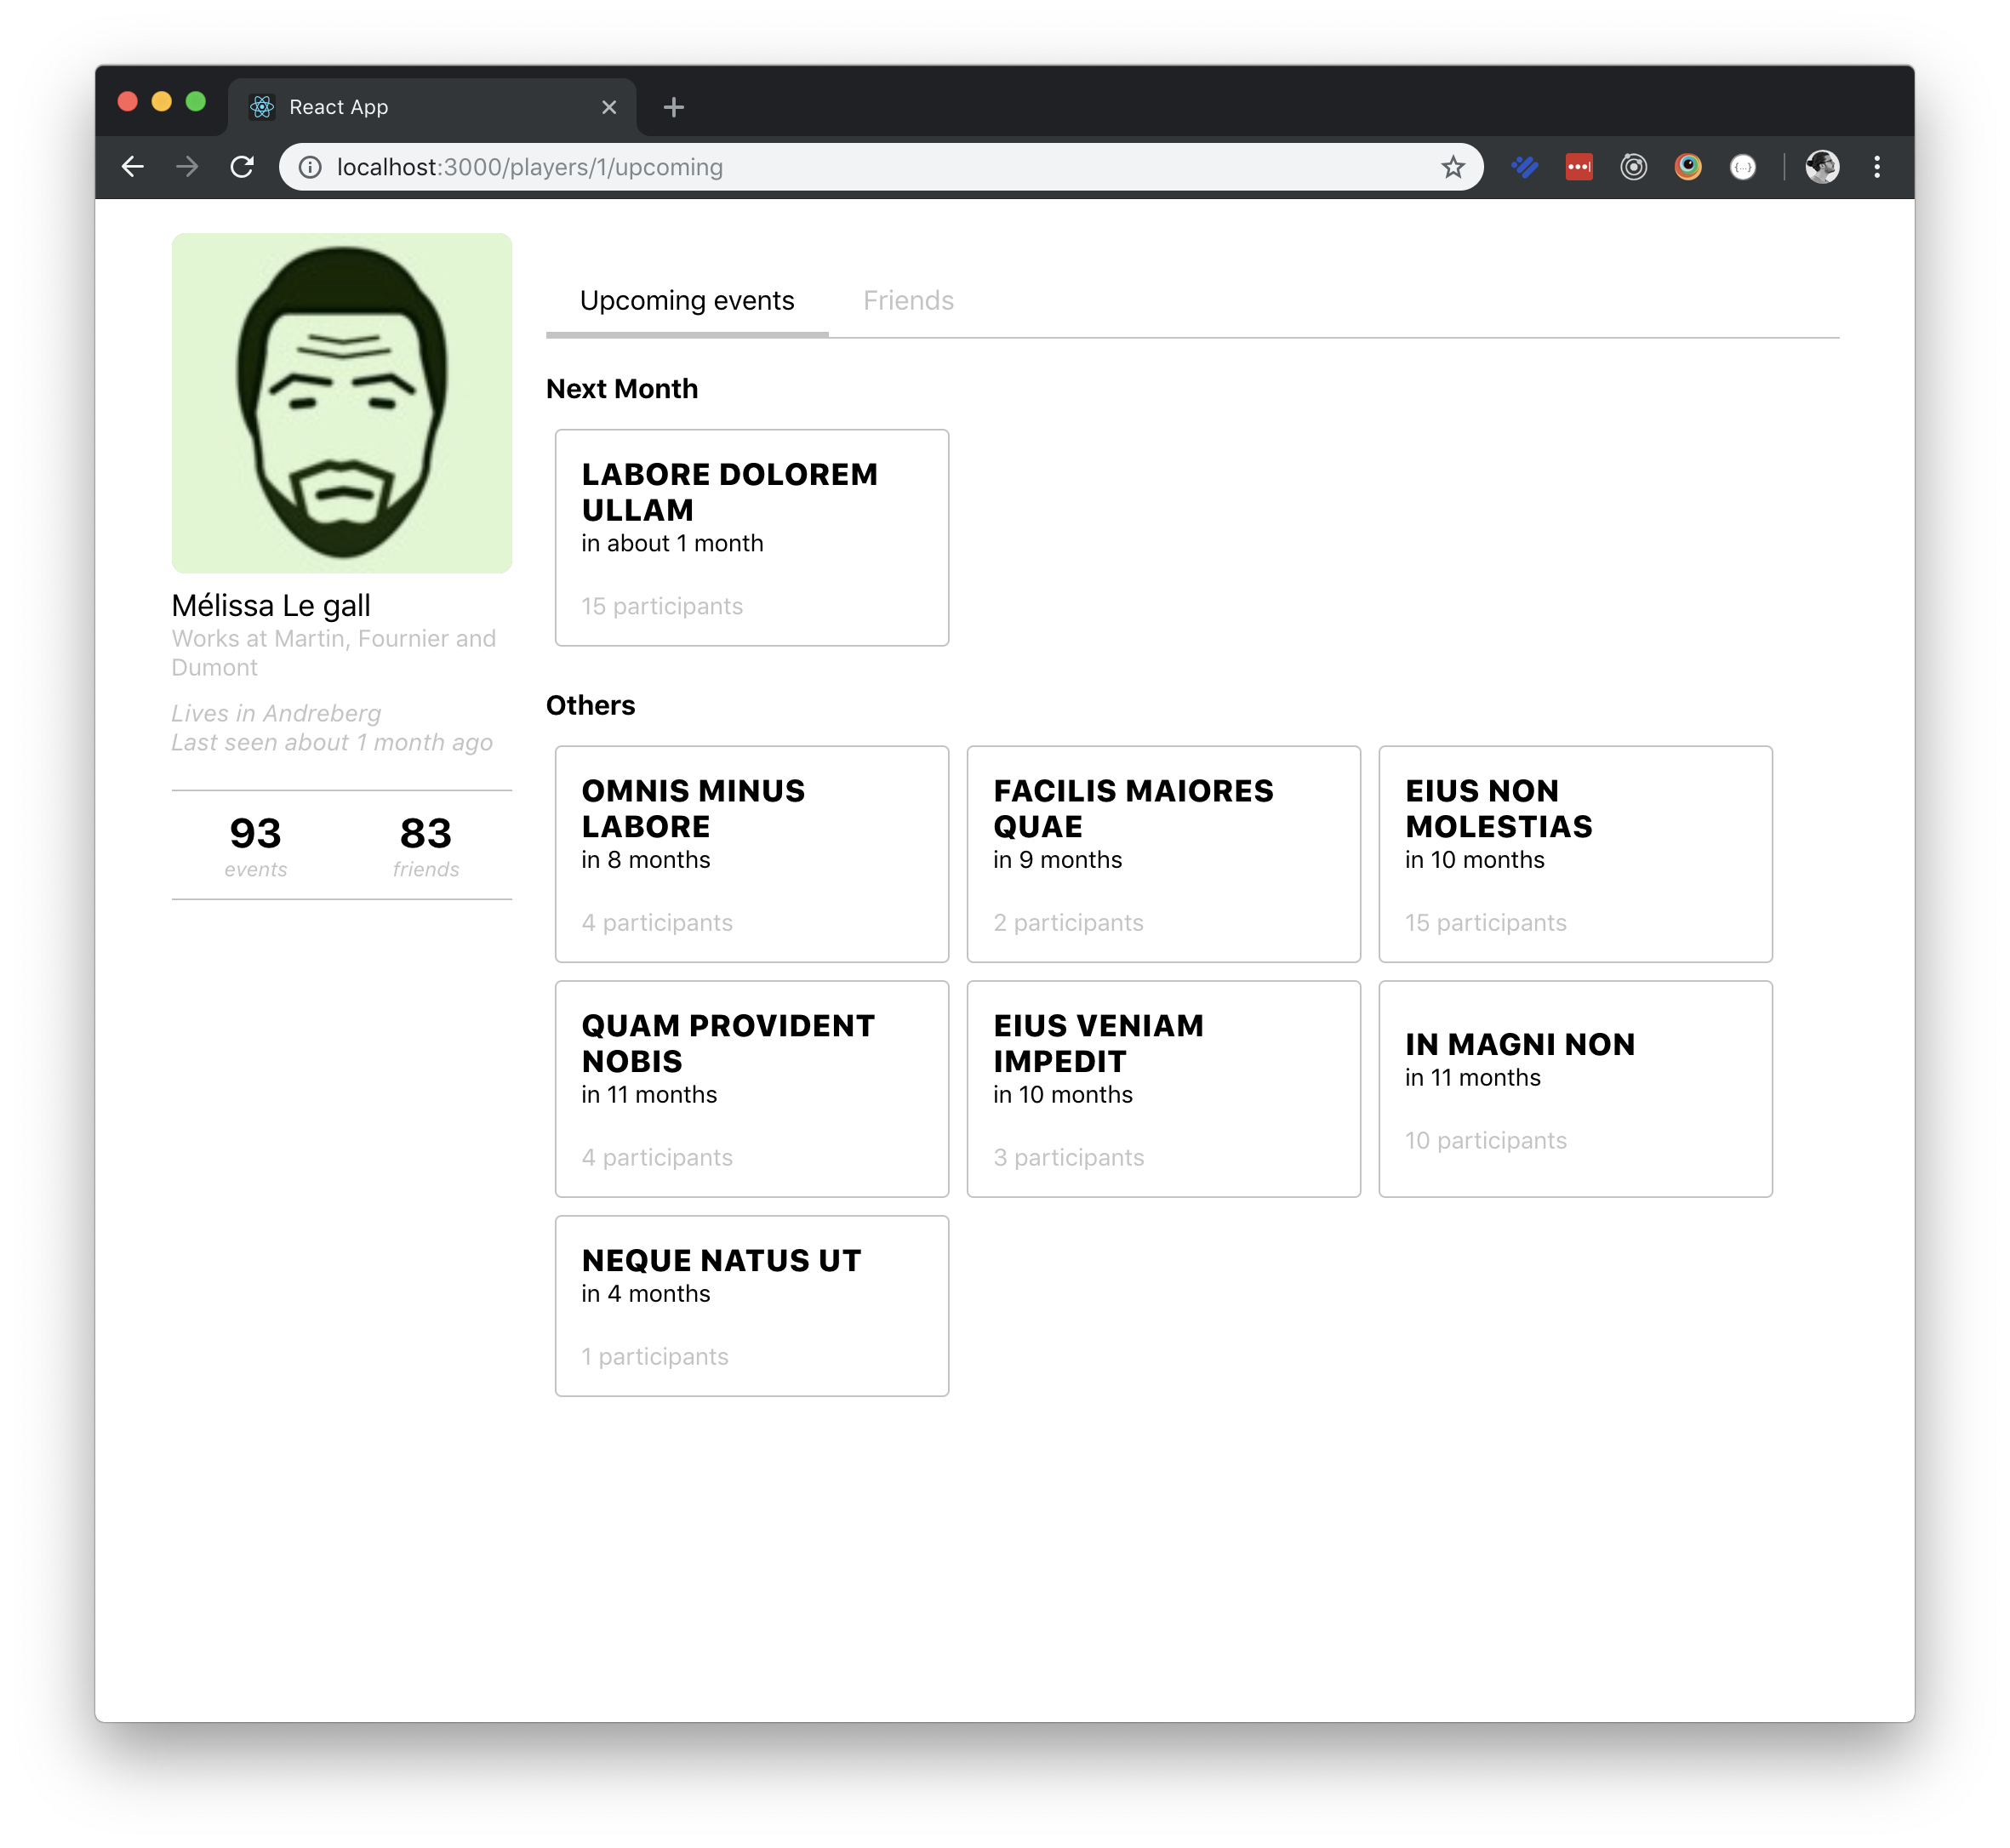 React App
localhost:3000/players/1/upcoming
Mélissa Le gall
Works at Martin, Fournier and
Dumont
Lives in Andreberg
Last seen about 1 month ago
93
events
83
friends
Upcoming events
Friends
Next Month
LABORE DOLOREM
ULLAM
in about 1 month
15 participants
Others
OMNIS MINUS
LABORE
in 8 months
4 participants
FACILIS MAIORES
QUAE
in 9 months
2 participants
EIUS NON
MOLESTIAS
in 10 months
15 participants
QUAM PROVIDENT
NOBIS
in 11 months
4 participants
EIUS VENIAM
IMPEDIT
in 10 months
3 participants
IN MAGNI NON
in 11 months
10 participants
NEQUE NATUS UT
in 4 months
1 participants